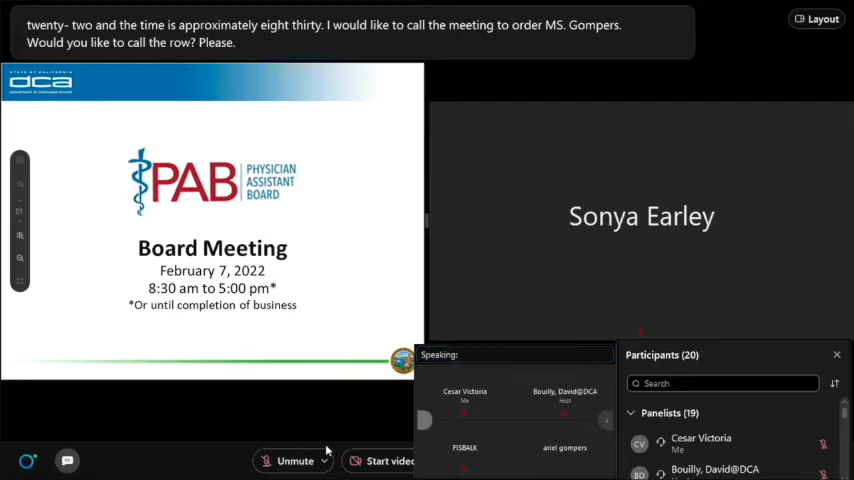 twenty- two and the time is approximately eight thirty. I would like to call the meeting to order MS. Gompers.
Would you like to call the row? Please.
Layout
STATE OF CALIFORNIA
dca
DEPARTMENT OF CONSUMER AFFAIRS
PAB
PHYSICIAN
ASSISTANT
BOARD
Board Meeting
February 7, 2022
8:30 am to 5:00 pm*
*Or until completion of business
Sonya Earley
Speaking:
Cesar Victoria
Me
Bouilly, David@DCA
Host
FISBALK
ariel gompers
Participants (20)
Search
Panelists (19)
CV
Cesar Victoria
Me
BD
Bouilly, David@DCA
Unmute
Start video